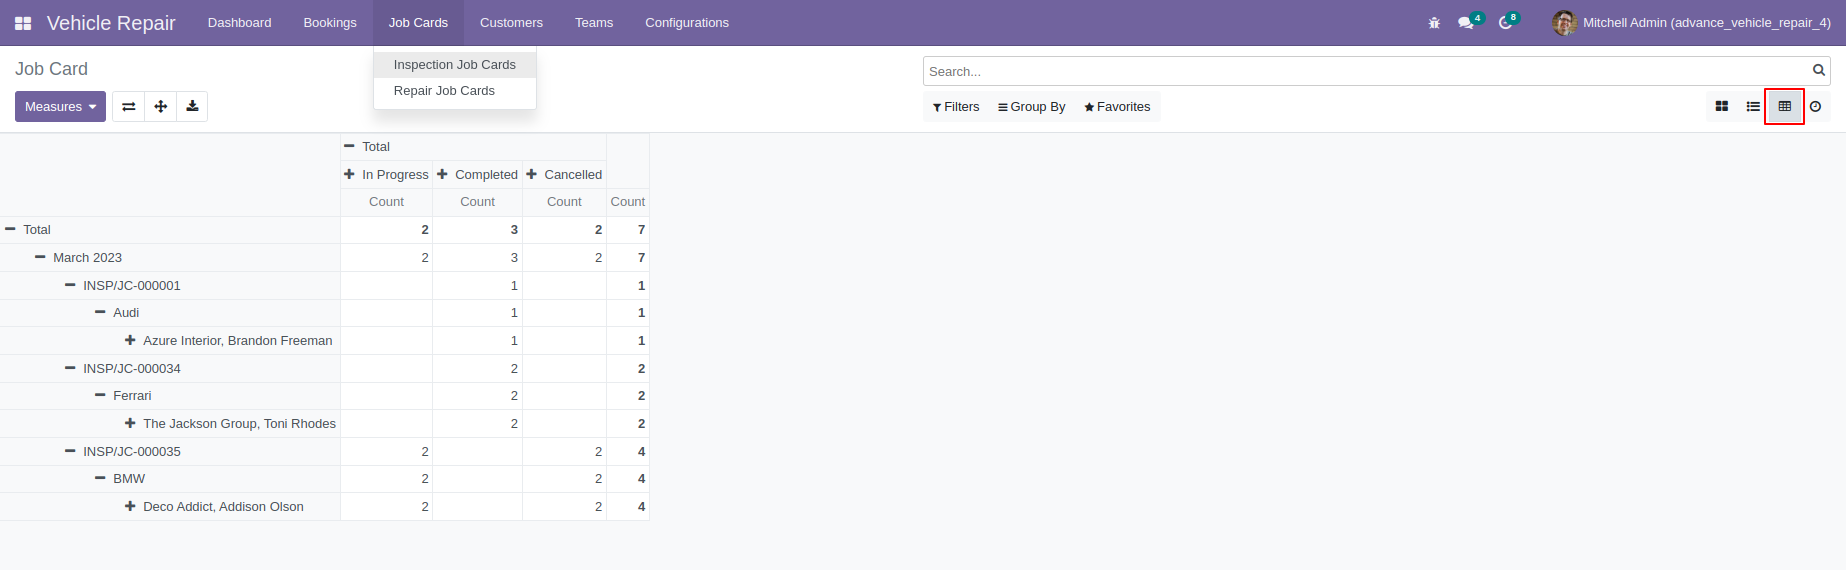 Vehicle Repair Dashboard Bookings Job Cards Customers Teams Configurations 4 8 Mitchell Admin (advance_vehicle_repair_4)
Job Card
Inspection Job Cards
Repair Job Cards
Search...
Measures
Filters Group By Favorites
Total
In Progress Completed Cancelled
Count Count Count Count
Total 2 3 2 7
March 2023 2 3 2 7
INSP/JC-000001 1 1
Audi 1 1
Azure Interior, Brandon Freeman 1 1
INSP/JC-000034 2 2
Ferrari 2 2
The Jackson Group, Toni Rhodes 2 2
INSP/JC-000035 2 2 4
BMW 2 2 4
Deco Addict, Addison Olson 2 2 4